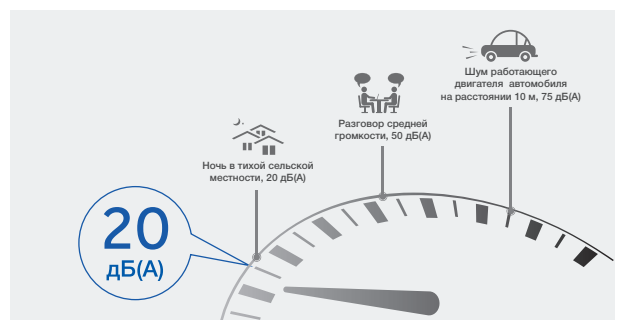 Шум работающего
двигателя автомобиля
на расстоянии 10 м, 75 дБ(А)
Разговор средней
громкости, 50 дБ(А)
Ночь в тихой сельской
местности, 20 дБ(А)
20
дБ(А)